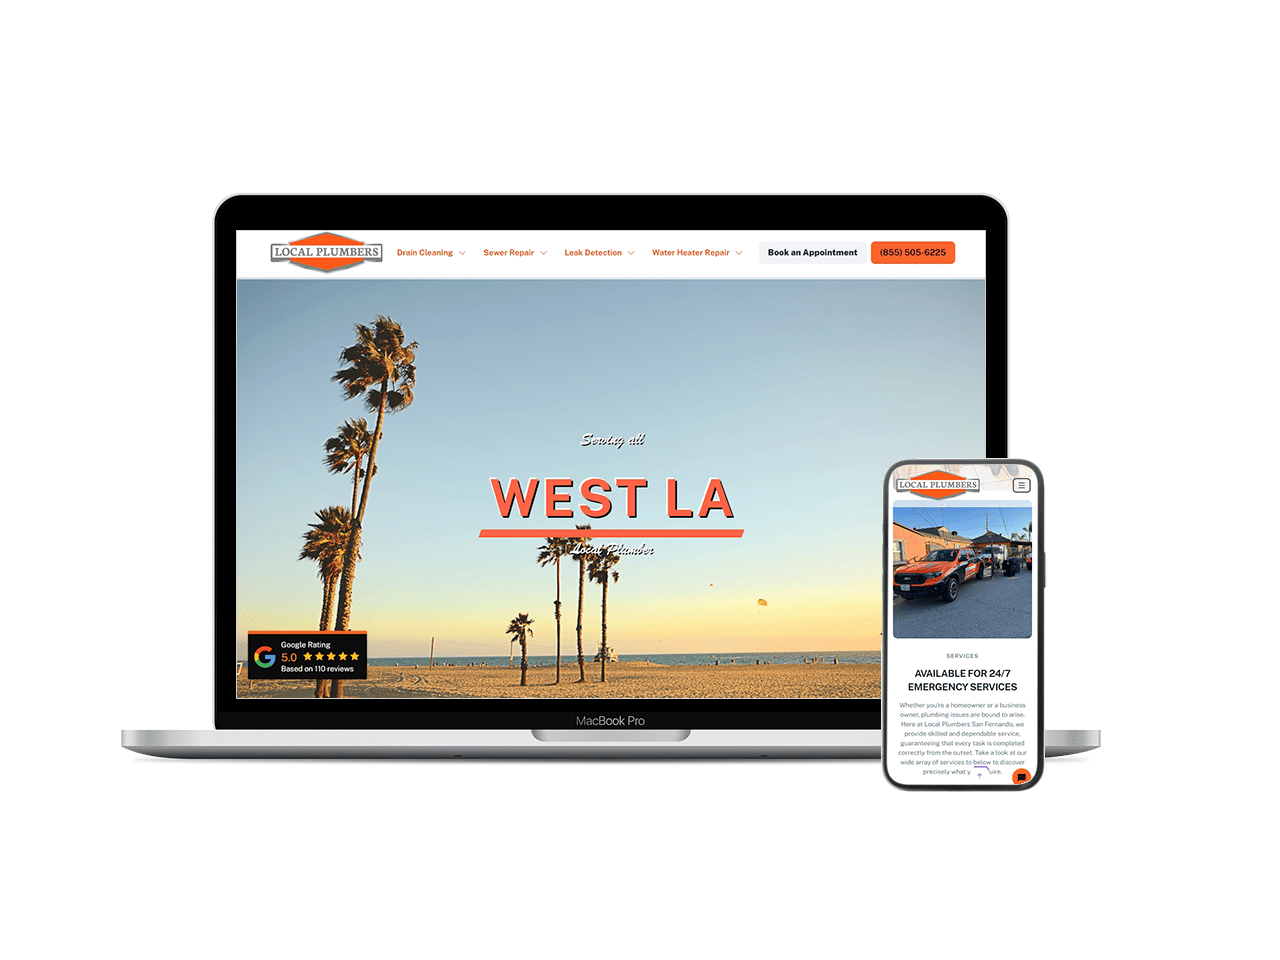 LOCAL PLUMBERS
Drain Cleaning
Sewer Repair
Leak Detection
Water Heater Repair
Book an Appointment
(855) 505-6225
Serving all
WEST LA
Local Plumber
Google Rating
5.0
Based on 110 reviews
MacBook Pro
LOCAL PLUMBERS
SERVICES
AVAILABLE FOR 24/7
EMERGENCY SERVICES
Whether you're a homeowner or a business
owner, plumbing issues are bound to arise.
Here at Local Plumbers San Fernando, we
provide skilled and dependable service,
guaranteeing that every task is completed
correctly from the outset. Take a look at our
wide array of services to below to discover
precisely what y uire.